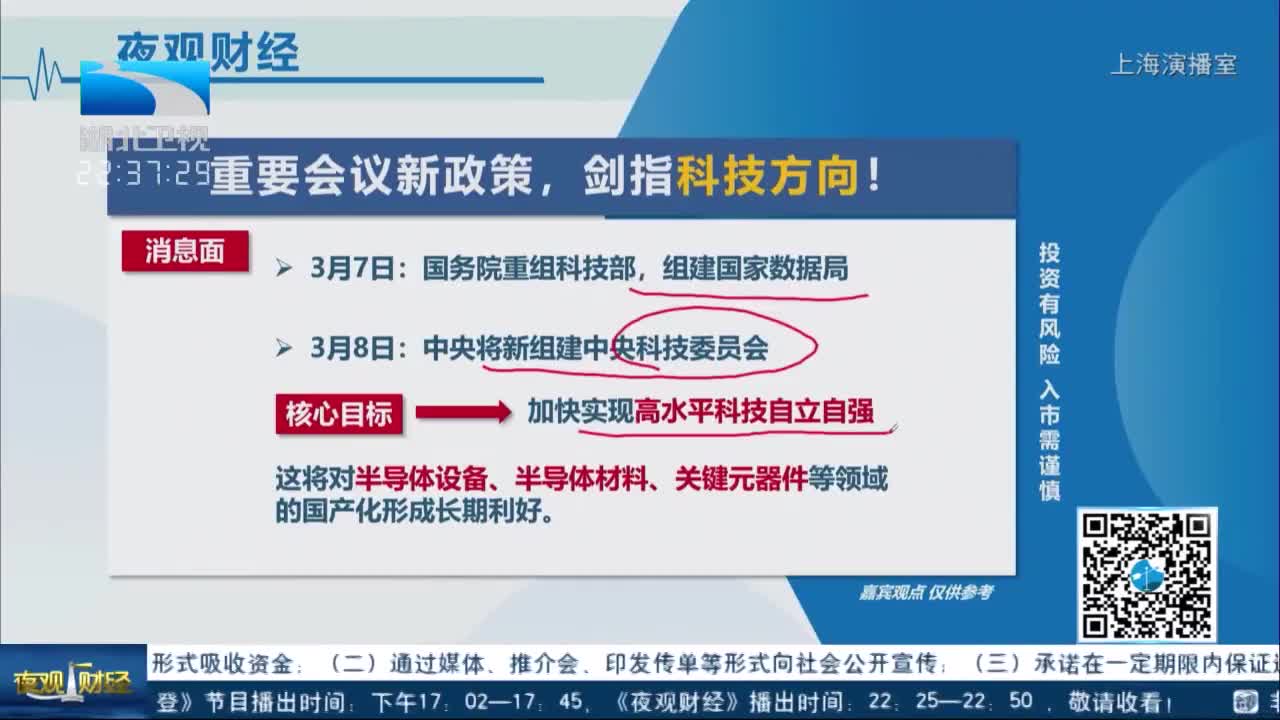 夜观财经
上海演播室
湖北卫视
22:37:29
重要会议新政策，剑指科技方向！
消息面
3月7日：国务院重组科技部，组建国家数据局
3月8日：中央将新组建中央科技委员会
核心目标
加快实现高水平科技自立自强
这将对半导体设备、半导体材料、关键元器件等领域
的国产化形成长期利好。
投资有风险 入市需谨慎
嘉宾观点 仅供参考
夜观财经
形式吸收资金；（二）通过媒体、推介会、印发传单等形式向社会公开宣传；（三）承诺在一定期限内保证
登》节目播出时间：下午17：02—17：45，《夜观财经》播出时间：22：25—22：50，敬请收看！